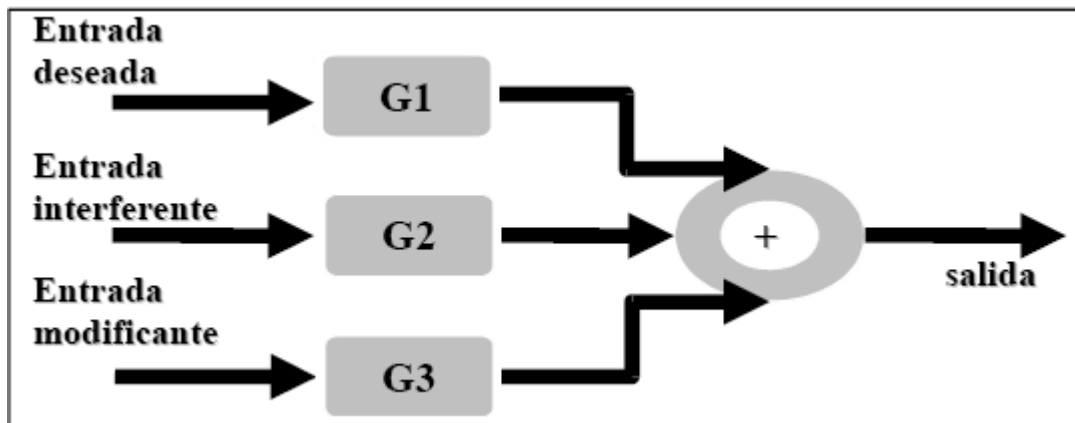 Entrada
deseada
G1
Entrada
interferente
G2
+
salida
Entrada
modificante
G3